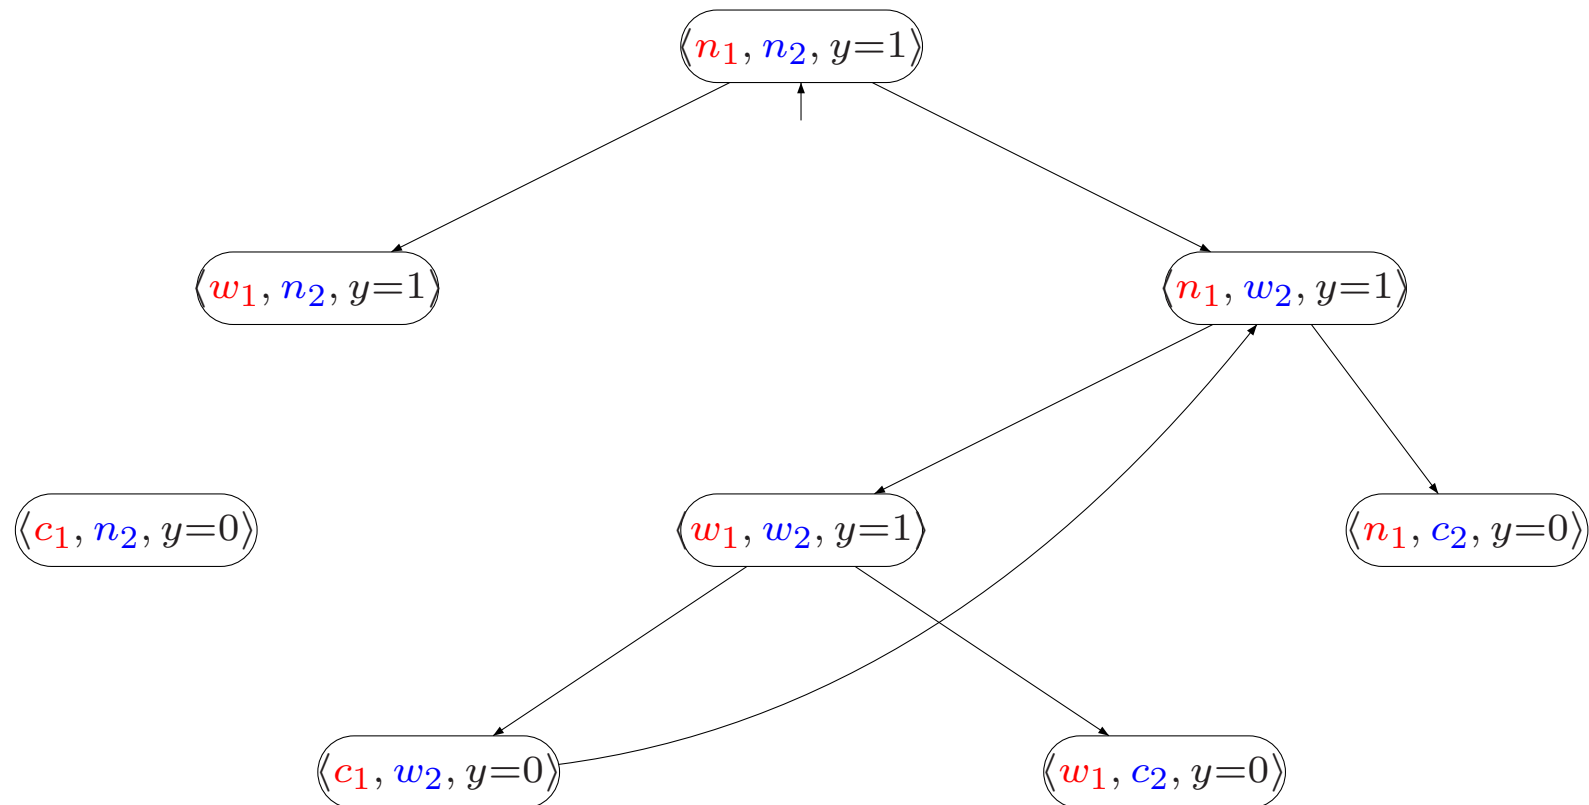 ⟨n₁, n₂, y=1⟩
⟨w₁, n₂, y=1⟩
⟨n₁, w₂, y=1⟩
⟨c₁, n₂, y=0⟩
⟨w₁, w₂, y=1⟩
⟨n₁, c₂, y=0⟩
⟨c₁, w₂, y=0⟩
⟨w₁, c₂, y=0⟩